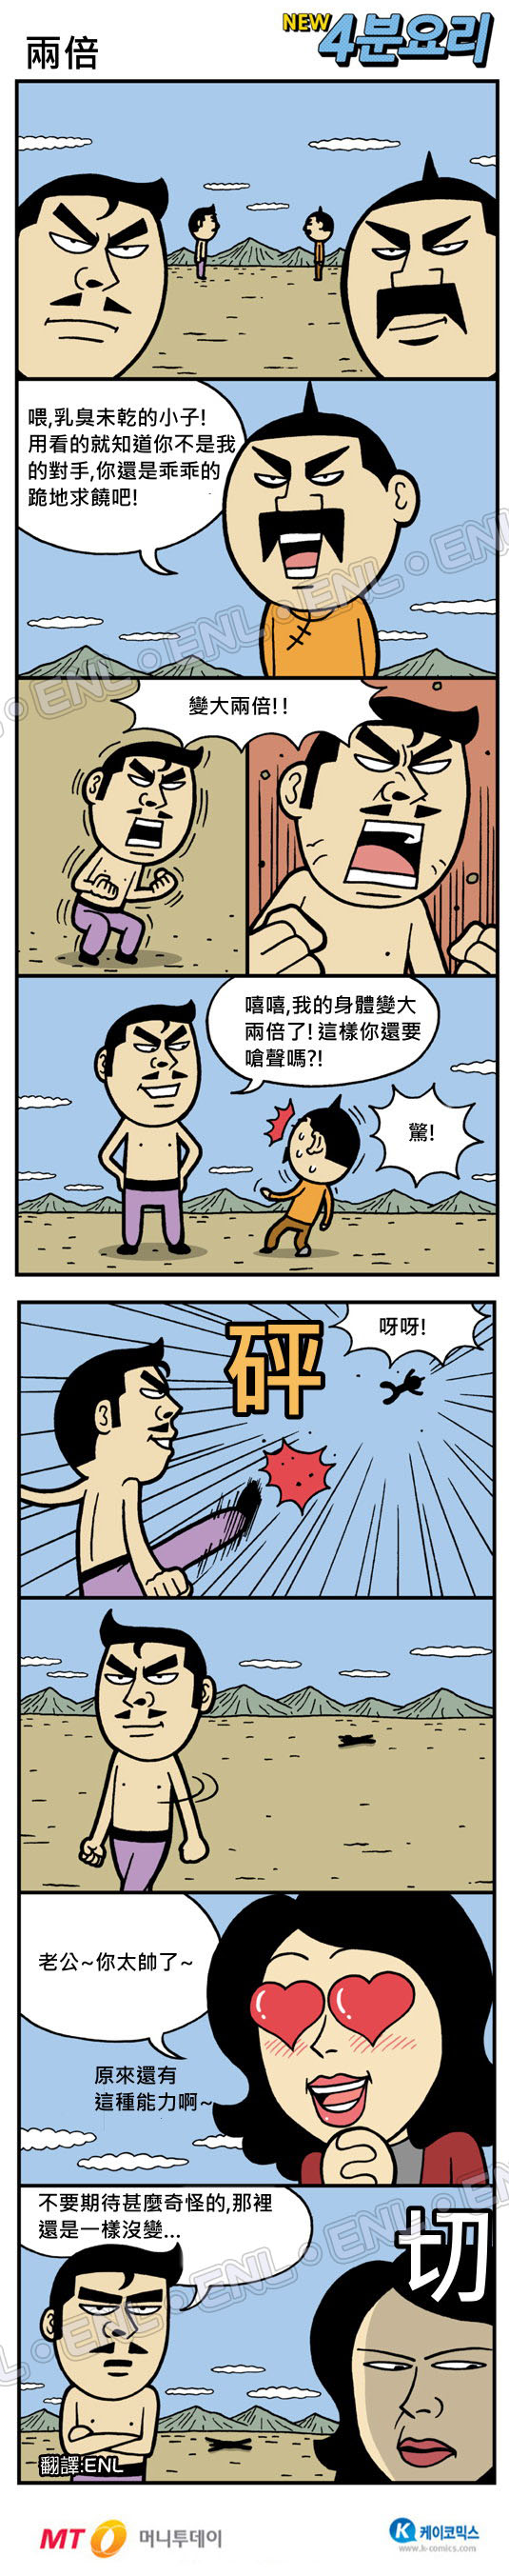 兩倍
NEW 4분요리
喂,乳臭未乾的小子!
用看的就知道你不是我
的對手,你還是乖乖的
跪地求饒吧!
變大兩倍!!
嘻嘻,我的身體變大
兩倍了!這樣你還要
嗆聲嗎?!
驚!
砰
呀呀!
老公~你太帥了~
原來還有
這種能力啊~
不要期待甚麼奇怪的,那裡
還是一樣沒變...
切
翻譯:ENL
MT 머니투데이
K 케이코믹스
www.k-comics.com